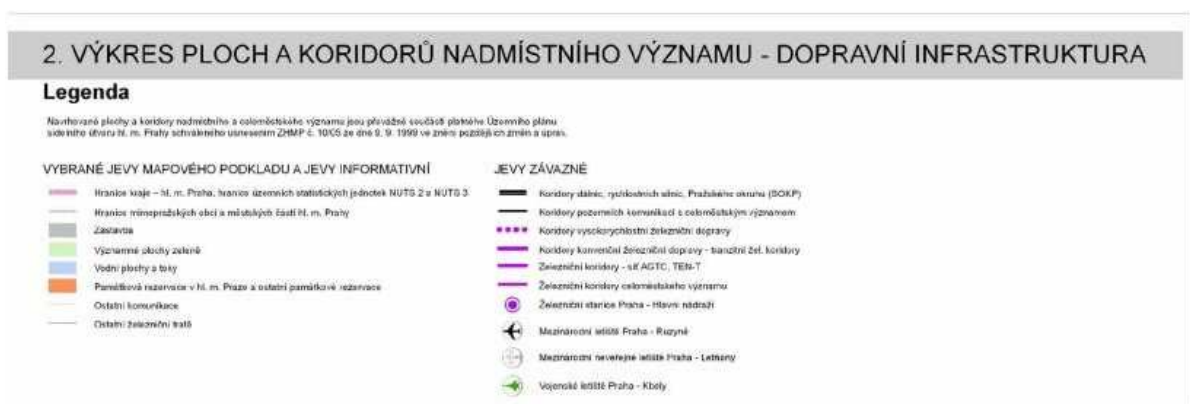 2. VÝKRES PLOCH A KORIDORŮ NADMÍSTNÍHO VÝZNAMU - DOPRAVNÍ INFRASTRUKTURA
Legenda
Navrhované plochy a koridory nadmístního a celoměstského významu jsou převážně součástí platného Územního plánu
sídelního útvaru hl. m. Prahy schváleného usnesením ZHMP č. 10/05 ze dne 9. 9. 1999 ve znění pozdějších změn a úprav.
VYBRANÉ JEVY MAPOVÉHO PODKLADU A JEVY INFORMATIVNÍ
Hranice kraje – hl. m. Praha, hranice územních statistických jednotek NUTS 2 a NUTS 3
Hranice mimopražských obcí a městských částí hl. m. Prahy
Zástavba
Významné plochy zeleně
Vodní plochy a toky
Památková rezervace v hl. m. Praze a ostatní památkové rezervace
Ostatní komunikace
Ostatní železniční tratě
JEVY ZÁVAZNÉ
Koridory dálnic, rychlostních silnic, Pražského okruhu (SOKP)
Koridory pozemních komunikací s celoměstským významem
Koridory vysokorychlostní železniční dopravy
Koridory konvenční železniční dopravy - tranzitní žel. koridory
Železniční koridory - síť AGTC, TEN-T
Železniční koridory celoměstského významu
Železniční stanice Praha - Hlavní nádraží
Mezinárodní letiště Praha - Ruzyně
Mezinárodní neveřejné letiště Praha - Letňany
Vojenské letiště Praha - Kbely